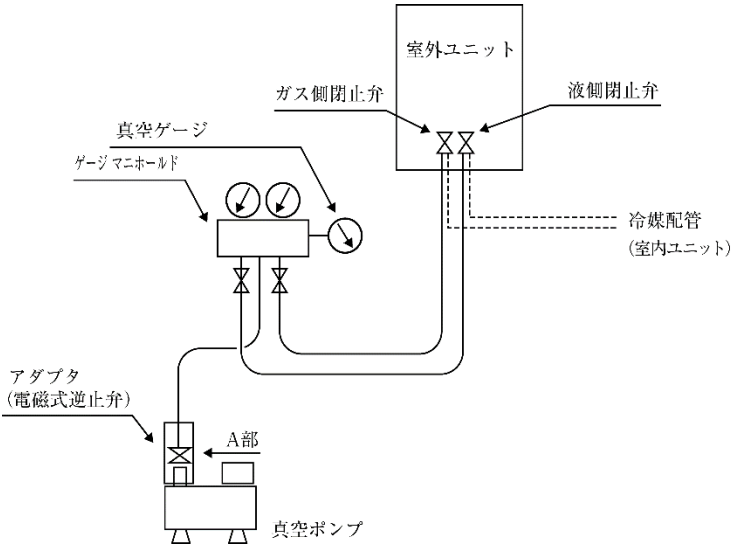 室外ユニット
ガス側閉止弁
液側閉止弁
真空ゲージ
ゲージ マニホールド
冷媒配管
(室内ユニット)
アダプタ
(電磁式逆止弁)
A部
真空ポンプ